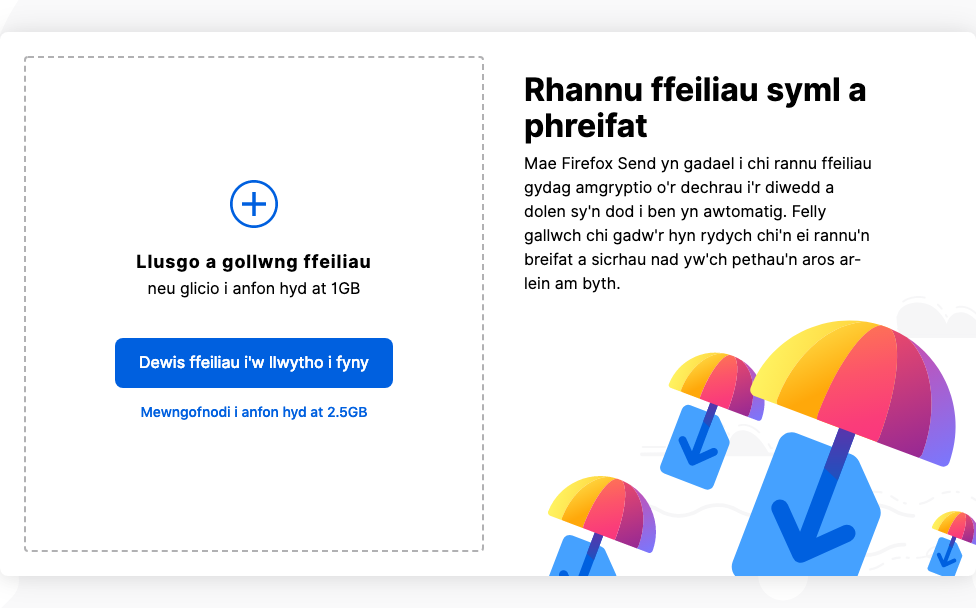 Llusgo a gollwng ffeiliau
neu glicio i anfon hyd at 1GB
Dewis ffeiliau i'w llwytho i fyny
Mewngofnodi i anfon hyd at 2.5GB
Rhannu ffeiliau syml a
phreifat
Mae Firefox Send yn gadael i chi rannu ffeiliau
gydag amgryptio o'r dechrau i'r diwedd a
dolen sy'n dod i ben yn awtomatig. Felly
gallwch chi gadw'r hyn rydych chi'n ei rannu'n
breifat a sicrhau nad yw'ch pethau'n aros ar-
lein am byth.